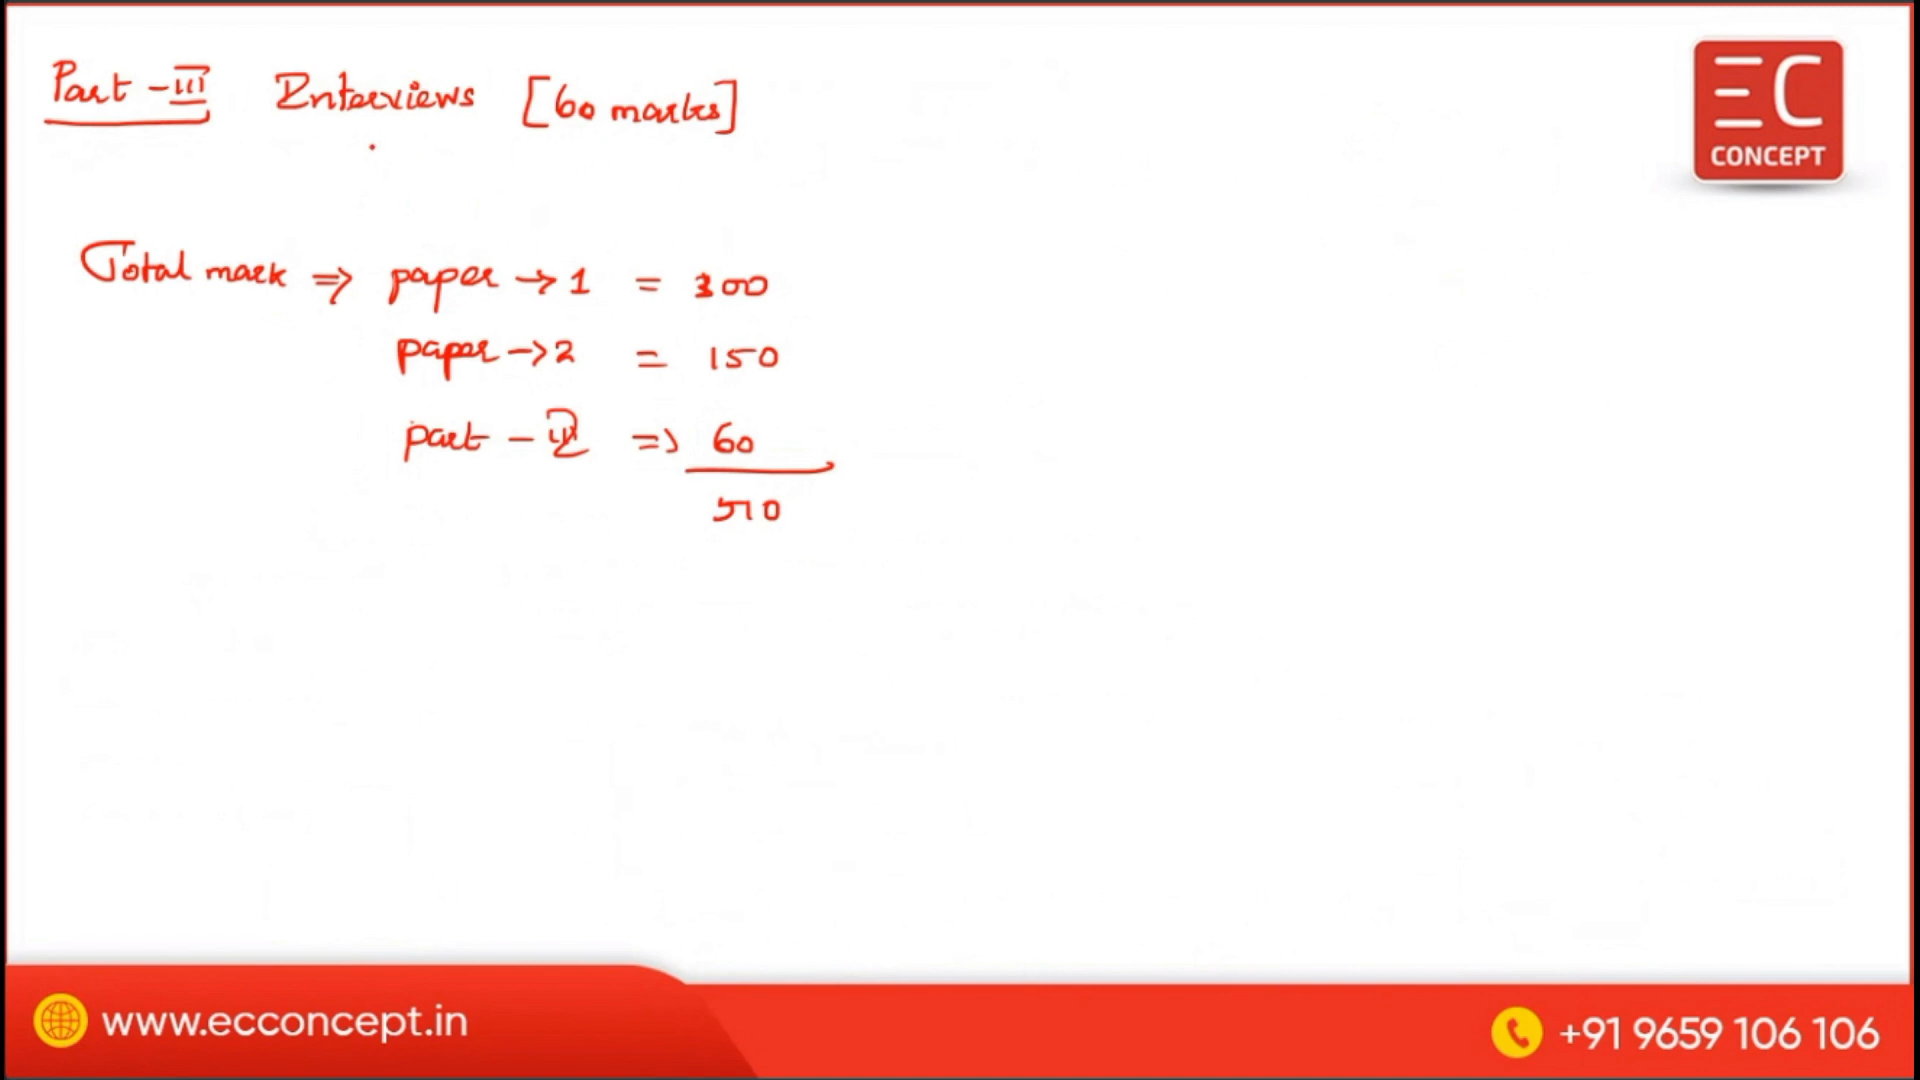 Part - III Interviews [60 marks]
EC
CONCEPT
Total mark ⇒ paper → 1 = 300
paper → 2 = 150
part - III ⇒ 60
510
www.ecconcept.in
+91 9659 106 106